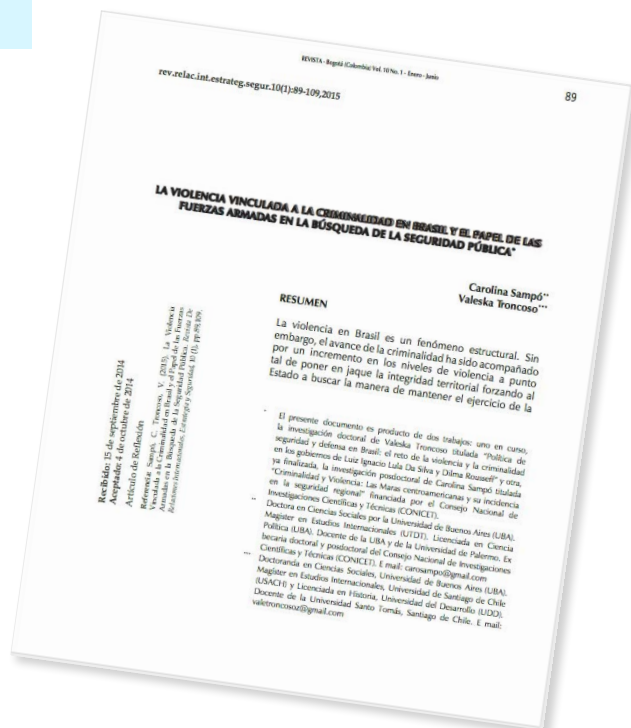 REVISTA - Bogotá (Colombia) Vol. 10 No. 1 - Enero - Junio
89
rev.relac.int.estrateg.segur.10(1):89-109,2015
LA VIOLENCIA VINCULADA A LA CRIMINALIDAD EN BRASIL Y EL PAPEL DE LAS
FUERZAS ARMADAS EN LA BÚSQUEDA DE LA SEGURIDAD PÚBLICA*
Carolina Sampó**
Valeska Troncoso***
RESUMEN
La violencia en Brasil es un fenómeno estructural. Sin
embargo, el avance de la criminalidad ha sido acompañado
por un incremento en los niveles de violencia a punto
tal de poner en jaque la integridad territorial forzando al
Estado a buscar la manera de mantener el ejercicio de la
Recibido: 15 de septiembre de 2014
Aceptado: 4 de octubre de 2014
Artículo de Reflexión
Referencia: Sampó, C.; Troncoso, V. (2015). La Violencia
Vinculada a la Criminalidad en Brasil y el Papel de las Fuerzas
Armadas en la Búsqueda de la Seguridad Pública. Revista De
Relaciones Internacionales, Estrategia y Seguridad, 10 (1), pp.89-109.
* El presente documento es producto de dos trabajos: uno en curso,
la investigación doctoral de Valeska Troncoso titulada "Política de
seguridad y defensa en Brasil: el reto de la violencia y la criminalidad
en los gobiernos de Luiz Ignacio Lula Da Silva y Dilma Rousseff" y otra,
ya finalizada, la investigación posdoctoral de Carolina Sampó titulada
"Criminalidad y Violencia: Las Maras centroamericanas y su incidencia
en la seguridad regional" financiada por el Consejo Nacional de
Investigaciones Científicas y Técnicas (CONICET).
** Doctora en Ciencias Sociales por la Universidad de Buenos Aires (UBA).
Magíster en Estudios Internacionales (UTDT). Licenciada en Ciencia
Política (UBA). Docente de la UBA y de la Universidad de Palermo. Ex
becaria doctoral y posdoctoral del Consejo Nacional de Investigaciones
Científicas y Técnicas (CONICET). E mail: carosampo@gmail.com
*** Doctoranda en Ciencias Sociales, Universidad de Buenos Aires (UBA).
Magíster en Estudios Internacionales, Universidad de Santiago de Chile
(USACH) y Licenciada en Historia, Universidad del Desarrollo (UDD).
Docente de la Universidad Santo Tomás, Santiago de Chile. E mail:
valetroncosoz@gmail.com